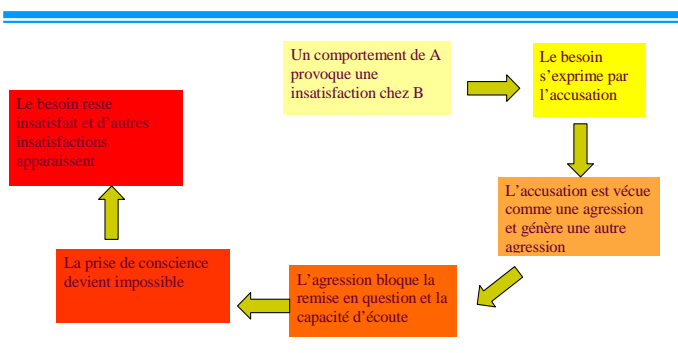 Un comportement de A
provoque une
insatisfaction chez B
Le besoin
s’exprime par
l’accusation
L’accusation est vécue
comme une agression
et génère une autre
agression
L’agression bloque la
remise en question et la
capacité d’écoute
La prise de conscience
devient impossible
Le besoin reste
insatisfait et d’autres
insatisfactions
apparaissent